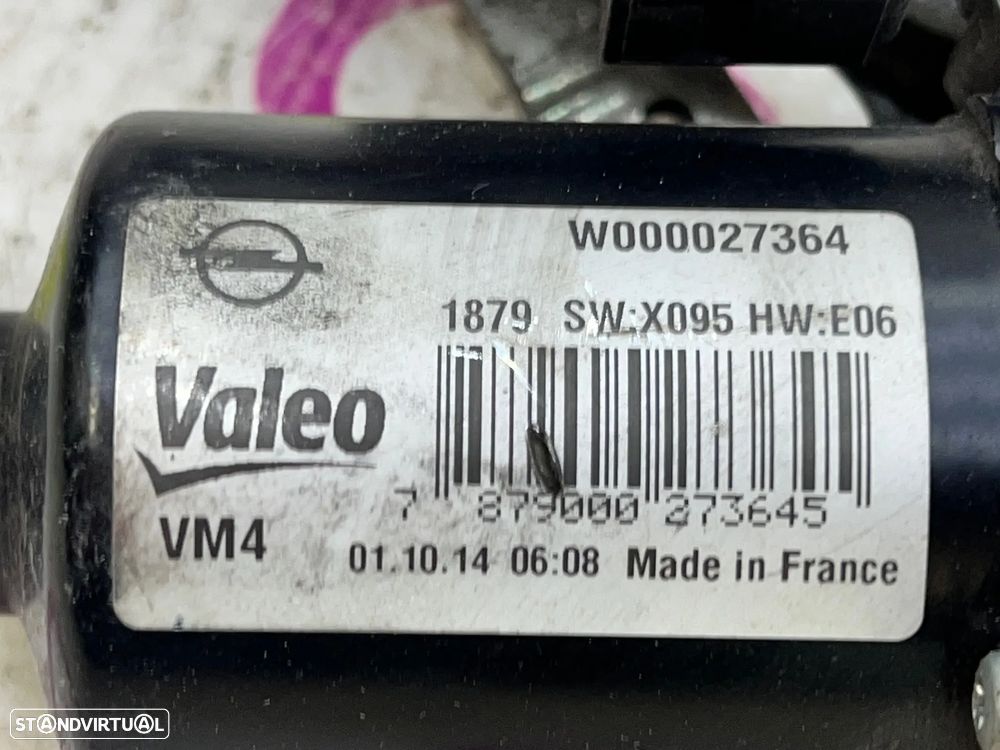 W000027364
1879 SW:X095 HW:E06
Valeo
7 879000 273645
VM4
01.10.14 06:08 Made in France
STANDVIRTUAL